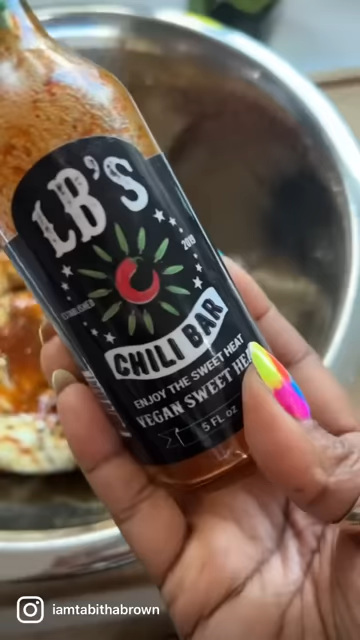 LB'S
ESTABLISHED 2019
CHILI BAR
ENJOY THE SWEET HEAT
VEGAN SWEET HEA
5 FL OZ
iamtabithabrown